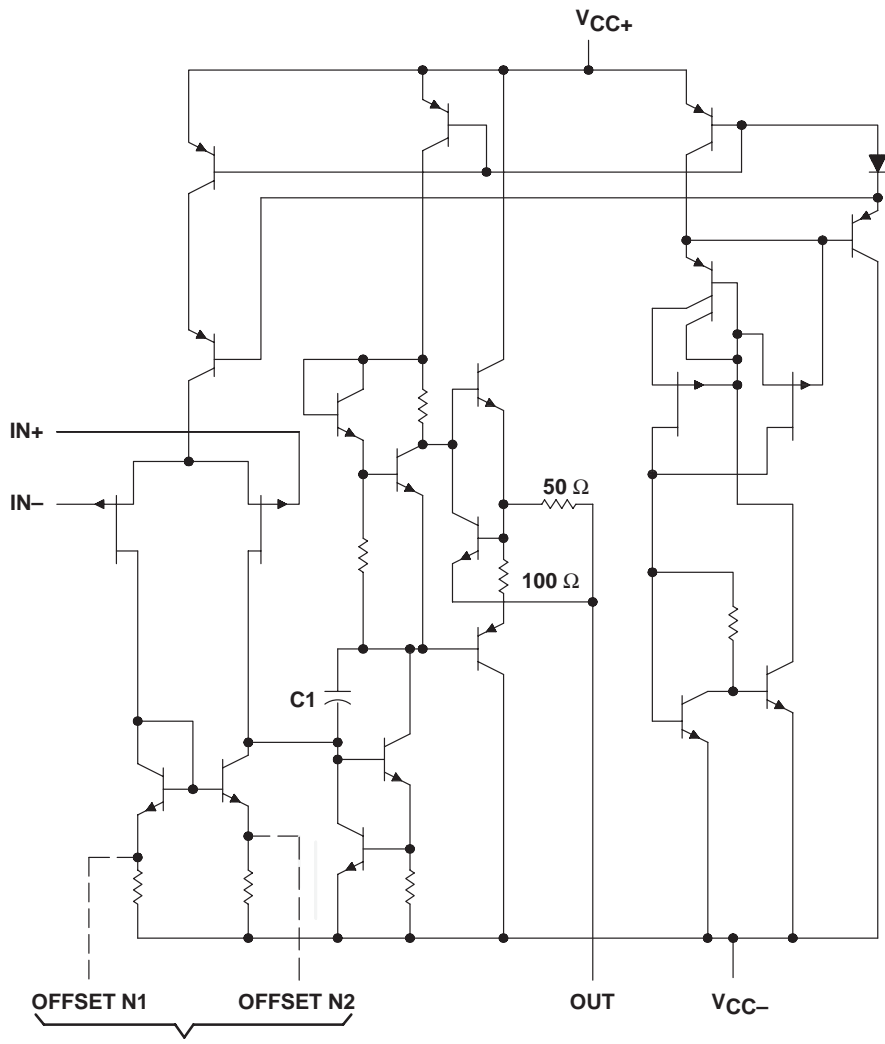 VCC+
IN+
IN–
50 Ω
100 Ω
C1
OFFSET N1
OFFSET N2
OUT
VCC–